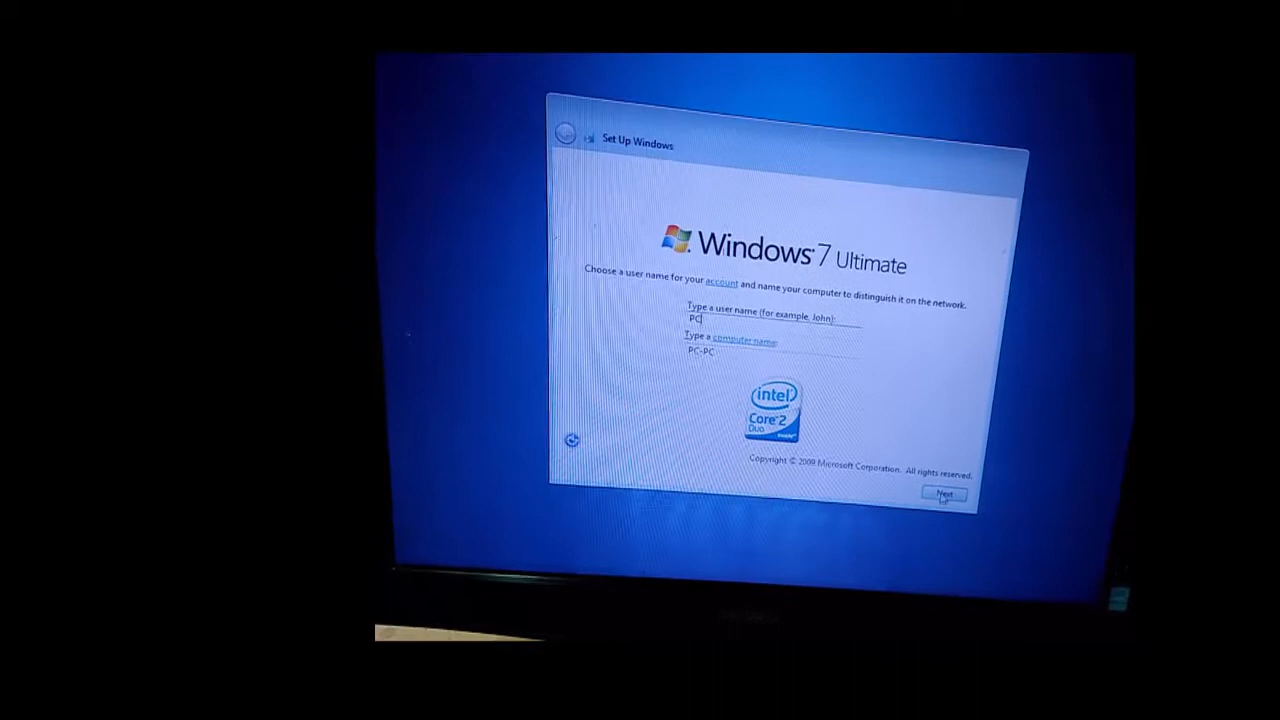 Set Up Windows
Windows 7 Ultimate
Choose a user name for your account and name your computer to distinguish it on the network.
Type a user name (for example, John):
PC
Type a computer name:
PC-PC
intel
Core 2
Duo
inside
Copyright © 2009 Microsoft Corporation. All rights reserved.
Next